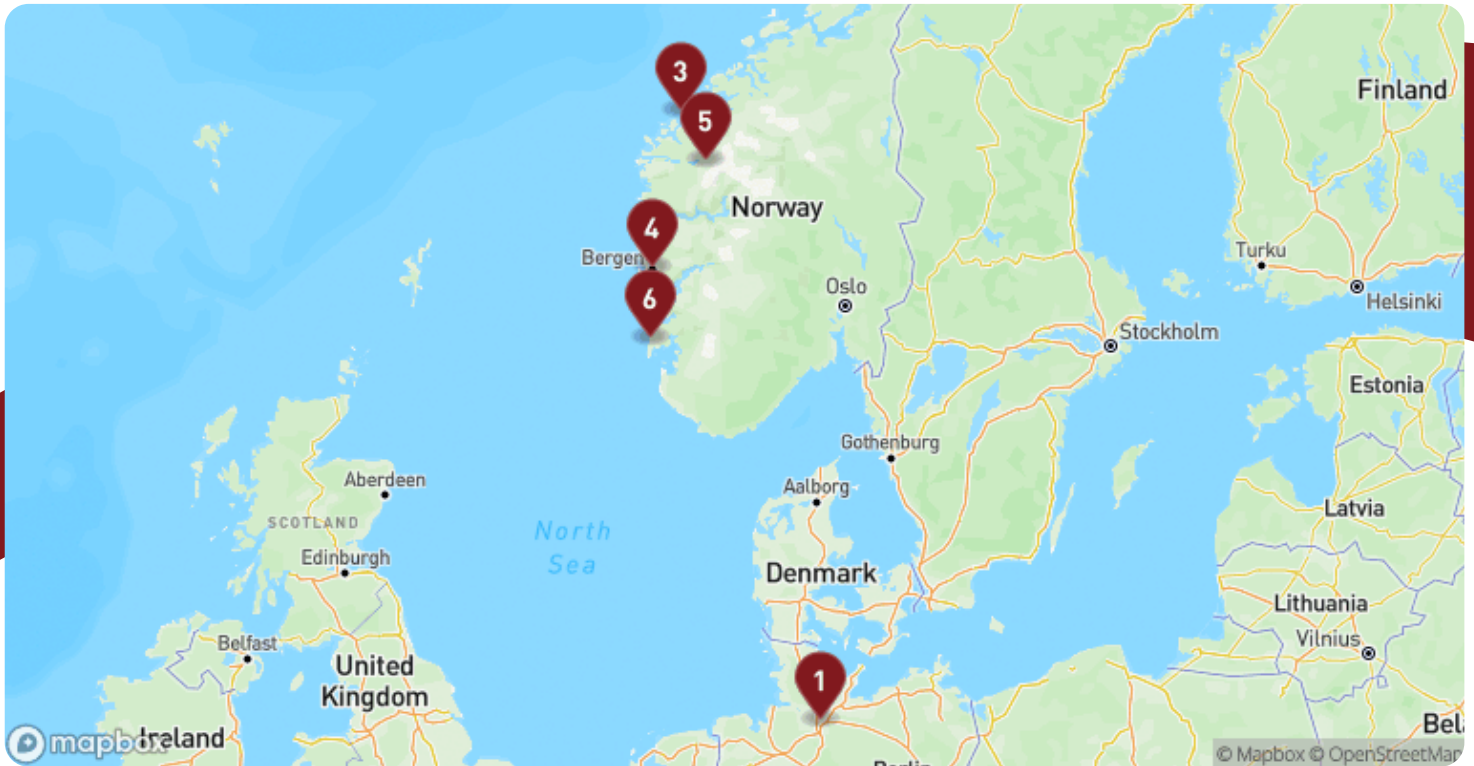 3
Finland
5
Norway
4
Bergen
Turku
6
Oslo
Helsinki
Stockholm
Estonia
Gothenburg
Aberdeen
Aalborg
SCOTLAND
Latvia
North
Sea
Edinburgh
Denmark
Lithuania
Vilnius
Belfast
United
Kingdom
1
Ireland
mapbox
Bel
© Mapbox © OpenStreetMap